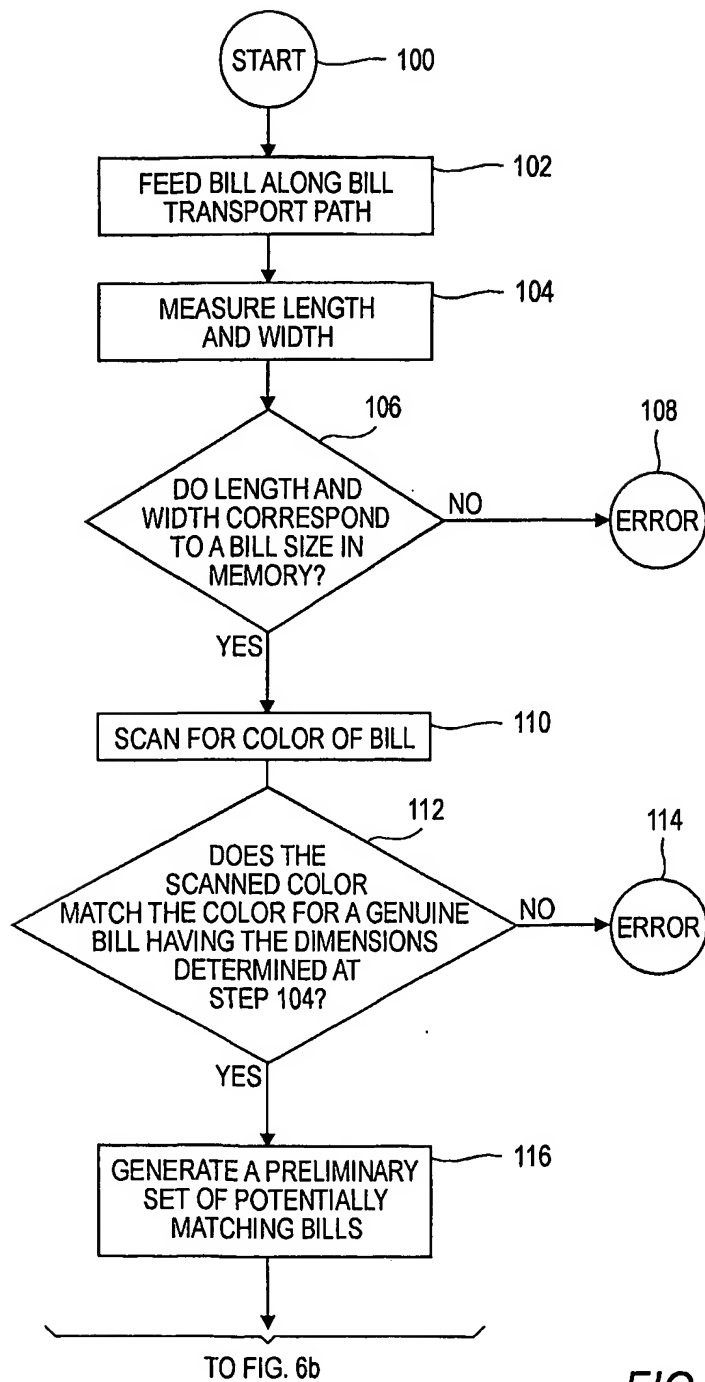 START
100
FEED BILL ALONG BILL
TRANSPORT PATH
102
MEASURE LENGTH
AND WIDTH
104
106
DO LENGTH AND
WIDTH CORRESPOND
TO A BILL SIZE IN
MEMORY?
NO
108
ERROR
YES
SCAN FOR COLOR OF BILL
110
112
DOES THE
SCANNED COLOR
MATCH THE COLOR FOR A GENUINE
BILL HAVING THE DIMENSIONS
DETERMINED AT
STEP 104?
NO
114
ERROR
YES
GENERATE A PRELIMINARY
SET OF POTENTIALLY
MATCHING BILLS
116
TO FIG. 6b